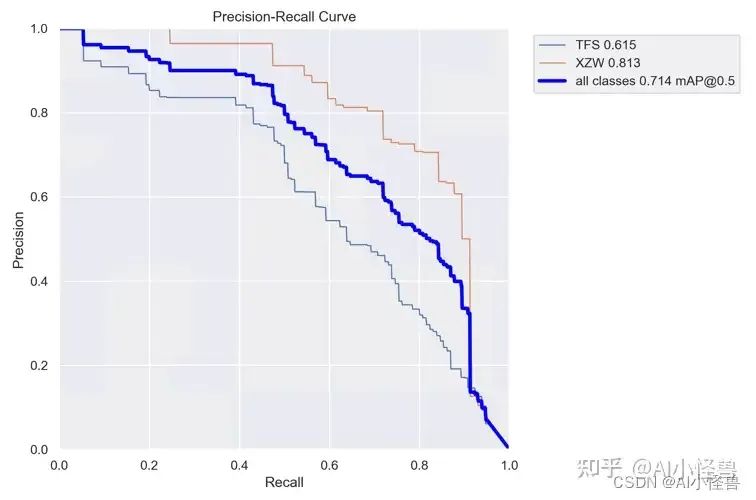 Precision-Recall Curve
1.0
0.8
0.6
0.4
0.2
0.0
Precision
0.0 0.2 0.4 0.6 0.8 1.0
Recall
TFS 0.615
XZW 0.813
all classes 0.714 mAP@0.5
知乎 @AI小怪兽
CSDN @AI小怪兽